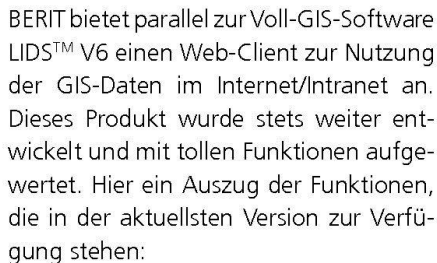 BERIT bietet parallel zur Voll-GIS-Software
LIDS™ V6 einen Web-Client zur Nutzung
der GIS-Daten im Internet/Intranet an.
Dieses Produkt wurde stets weiter ent-
wickelt und mit tollen Funktionen aufge-
wertet. Hier ein Auszug der Funktionen,
die in der aktuellsten Version zur Verfü-
gung stehen: